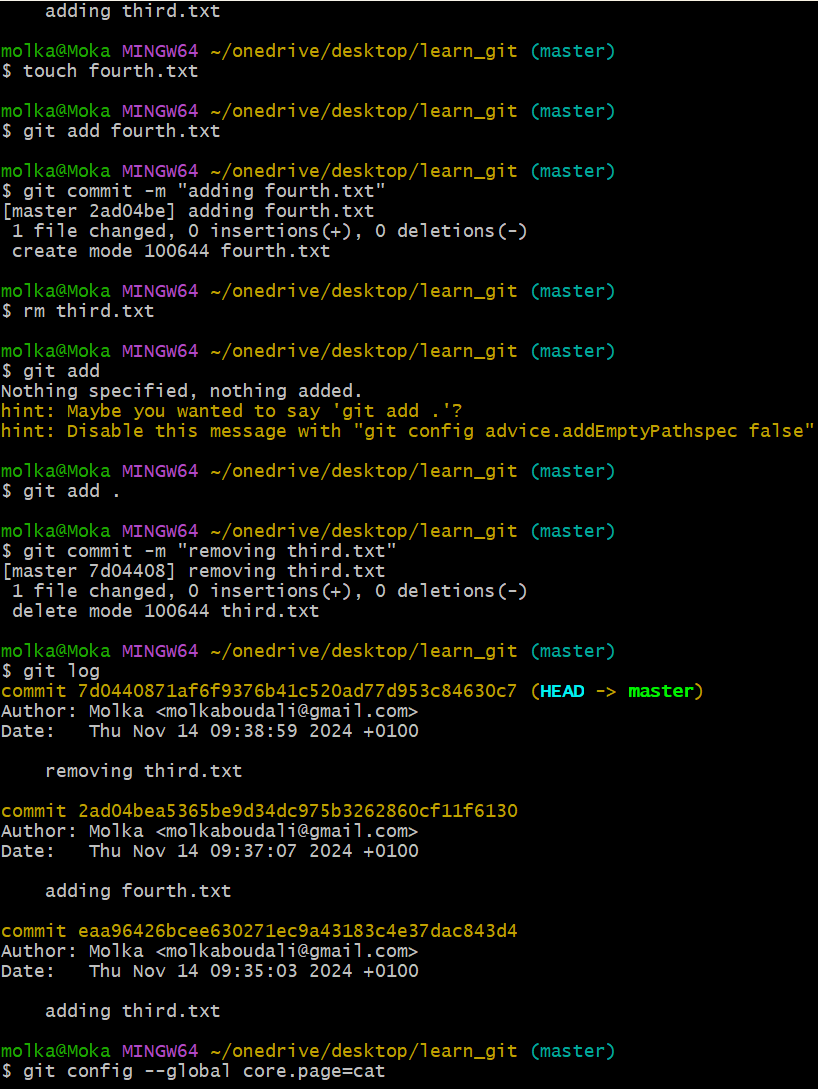 adding third.txt

molka@Moka MINGW64 ~/onedrive/desktop/learn_git (master)
$ touch fourth.txt

molka@Moka MINGW64 ~/onedrive/desktop/learn_git (master)
$ git add fourth.txt

molka@Moka MINGW64 ~/onedrive/desktop/learn_git (master)
$ git commit -m "adding fourth.txt"
[master 2ad04be] adding fourth.txt
 1 file changed, 0 insertions(+), 0 deletions(-)
 create mode 100644 fourth.txt

molka@Moka MINGW64 ~/onedrive/desktop/learn_git (master)
$ rm third.txt

molka@Moka MINGW64 ~/onedrive/desktop/learn_git (master)
$ git add
Nothing specified, nothing added.
hint: Maybe you wanted to say 'git add .'?
hint: Disable this message with "git config advice.addEmptyPathspec false"

molka@Moka MINGW64 ~/onedrive/desktop/learn_git (master)
$ git add .

molka@Moka MINGW64 ~/onedrive/desktop/learn_git (master)
$ git commit -m "removing third.txt"
[master 7d04408] removing third.txt
 1 file changed, 0 insertions(+), 0 deletions(-)
 delete mode 100644 third.txt

molka@Moka MINGW64 ~/onedrive/desktop/learn_git (master)
$ git log
commit 7d0440871af6f9376b41c520ad77d953c84630c7 (HEAD -> master)
Author: Molka <molkaboudali@gmail.com>
Date:   Thu Nov 14 09:38:59 2024 +0100

    removing third.txt

commit 2ad04bea5365be9d34dc975b3262860cf11f6130
Author: Molka <molkaboudali@gmail.com>
Date:   Thu Nov 14 09:37:07 2024 +0100

    adding fourth.txt

commit eaa96426bcee630271ec9a43183c4e37dac843d4
Author: Molka <molkaboudali@gmail.com>
Date:   Thu Nov 14 09:35:03 2024 +0100

    adding third.txt

molka@Moka MINGW64 ~/onedrive/desktop/learn_git (master)
$ git config --global core.page=cat